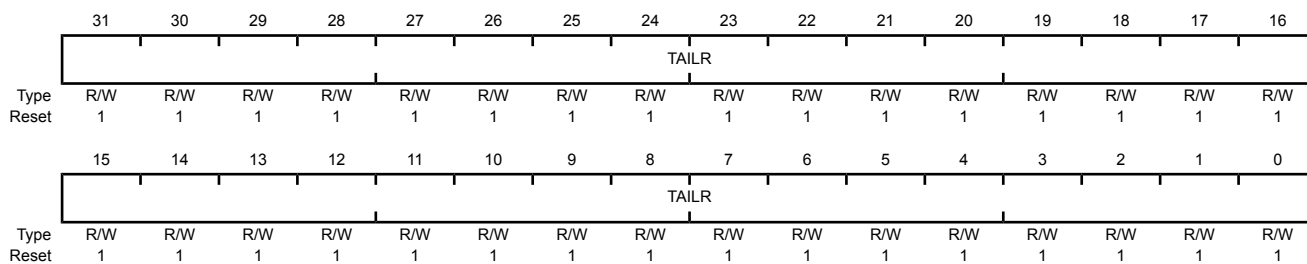 31 30 29 28 27 26 25 24 23 22 21 20 19 18 17 16
TAILR
Type R/W R/W R/W R/W R/W R/W R/W R/W R/W R/W R/W R/W R/W R/W R/W R/W
Reset 1 1 1 1 1 1 1 1 1 1 1 1 1 1 1 1
15 14 13 12 11 10 9 8 7 6 5 4 3 2 1 0
TAILR
Type R/W R/W R/W R/W R/W R/W R/W R/W R/W R/W R/W R/W R/W R/W R/W R/W
Reset 1 1 1 1 1 1 1 1 1 1 1 1 1 1 1 1